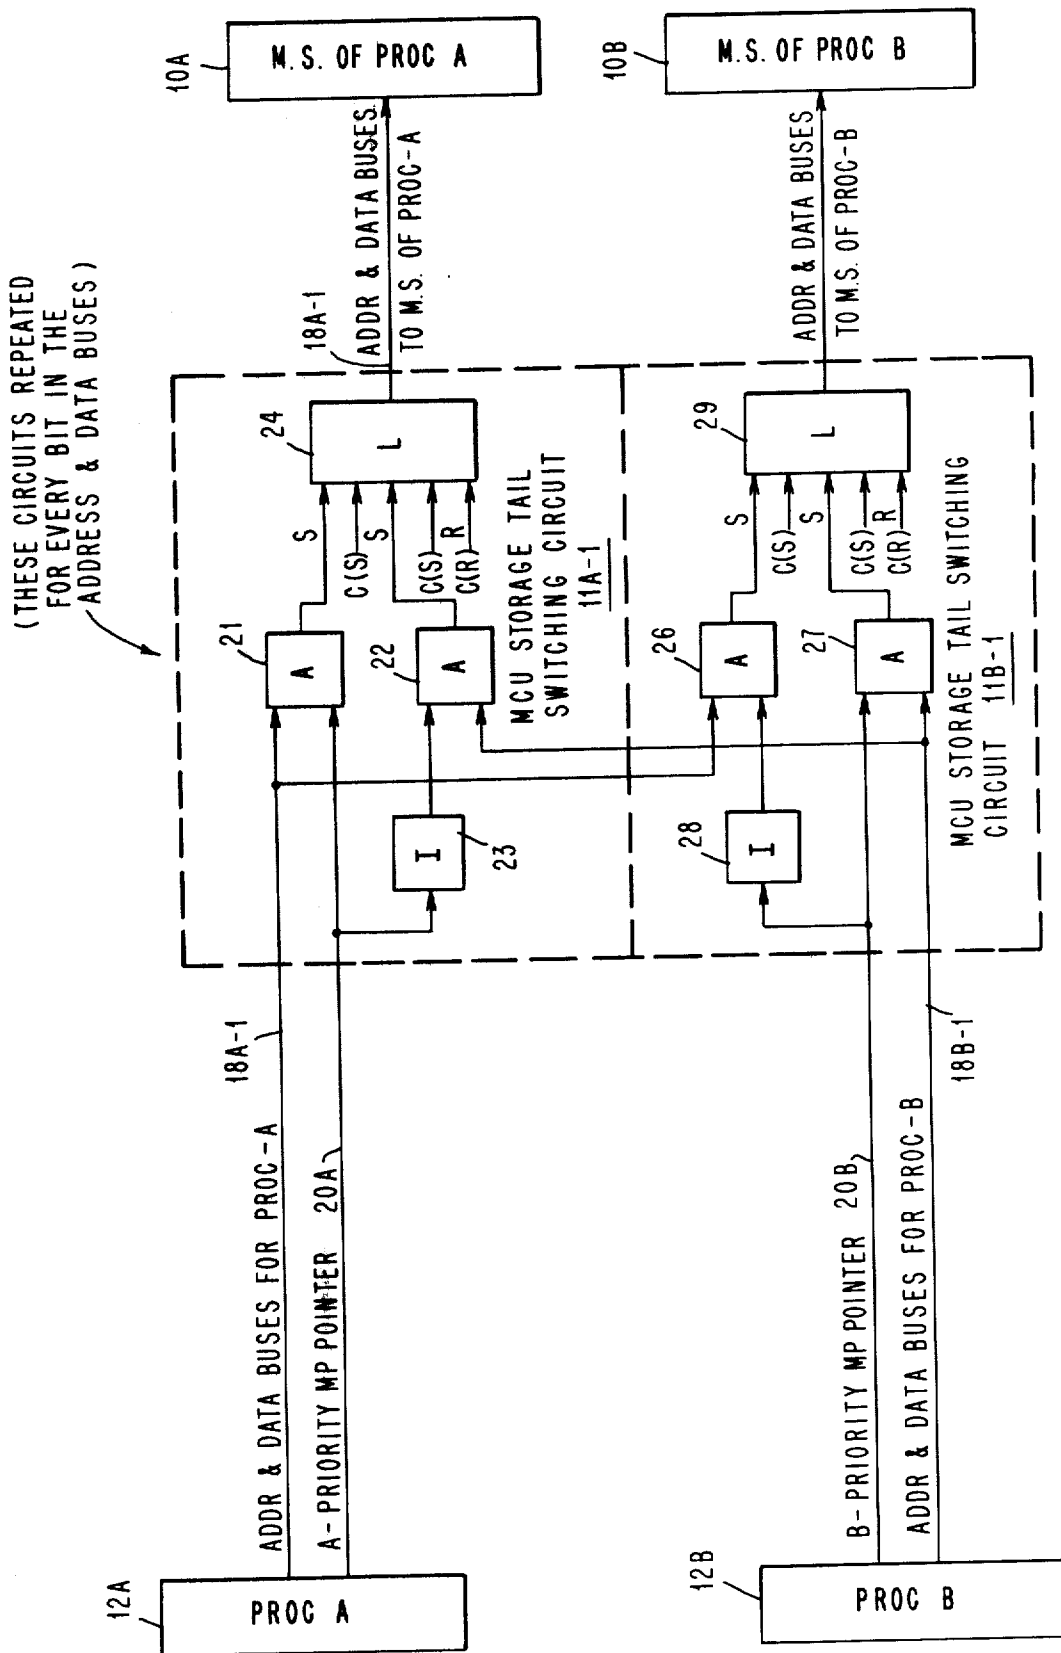 (THESE CIRCUITS REPEATED
FOR EVERY BIT IN THE
ADDRESS & DATA BUSES)
12A
PROC A
ADDR & DATA BUSES FOR PROC-A
18A-1
A-PRIORITY MP POINTER 20A
21
A
22
A
I
23
S
C(S)
S
C(S)
C(R)
R
24
L
MCU STORAGE TAIL
SWITCHING CIRCUIT
11A-1
18A-1
ADDR & DATA BUSES
TO M.S. OF PROC-A
10A
M.S. OF PROC A
12B
PROC B
B-PRIORITY MP POINTER 20B
ADDR & DATA BUSES FOR PROC-B
18B-1
28
I
26
A
27
A
S
C(S)
S
C(S)
C(R)
R
29
L
MCU STORAGE TAIL SWITCHING
CIRCUIT 11B-1
ADDR & DATA BUSES
TO M.S. OF PROC-B
10B
M.S. OF PROC B